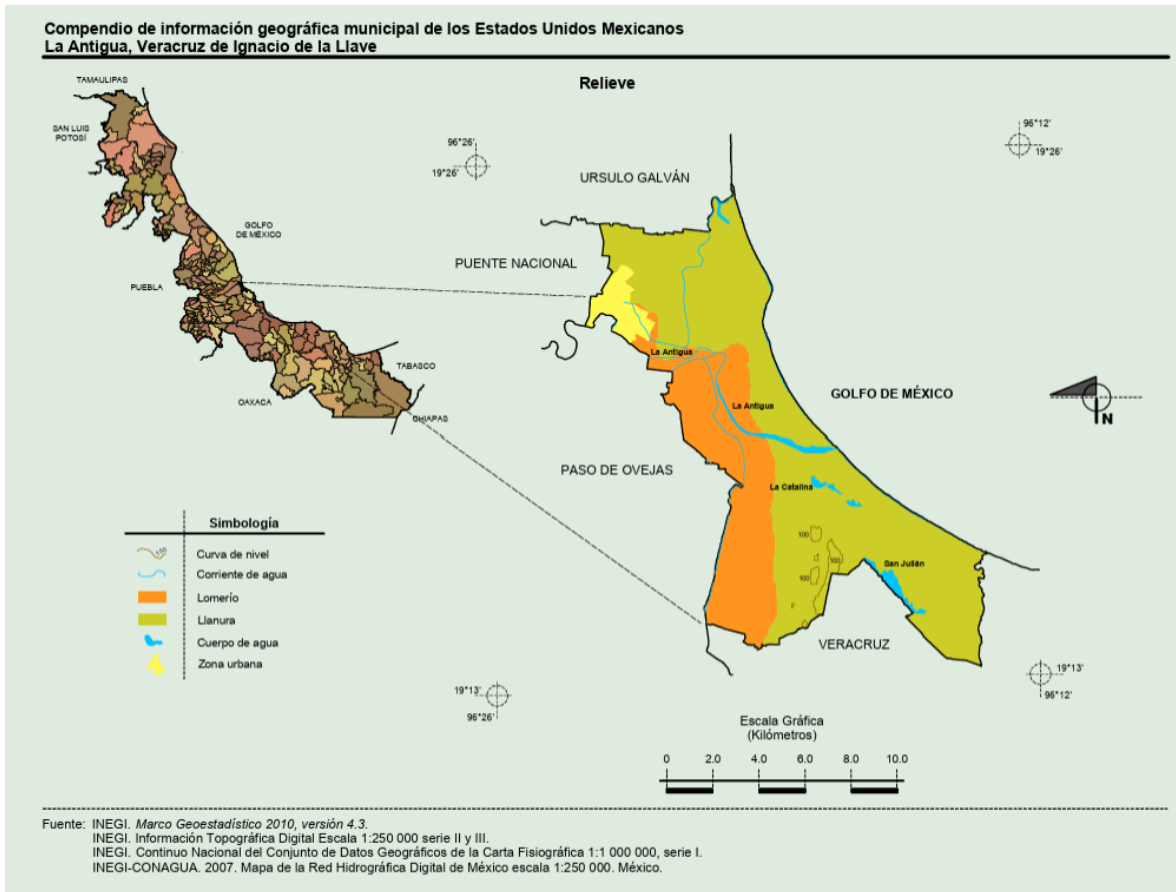 Compendio de información geográfica municipal de los Estados Unidos Mexicanos
La Antigua, Veracruz de Ignacio de la Llave
Relieve
TAMAULIPAS
SAN LUIS
POTOSÍ
GOLFO
DE MÉXICO
PUEBLA
TABASCO
OAXACA
CHIAPAS
96°26'
19°26'
96°12'
19°26'
URSULO GALVÁN
PUENTE NACIONAL
La Antigua
La Antigua
GOLFO DE MÉXICO
N
PASO DE OVEJAS
La Catalina
100
100
100
San Julián
VERACRUZ
19°13'
96°26'
19°13'
96°12'
Simbología
100
Curva de nivel
Corriente de agua
Lomerío
Llanura
Cuerpo de agua
Zona urbana
Escala Gráfica
(Kilómetros)
0 2.0 4.0 6.0 8.0 10.0
Fuente: INEGI. Marco Geoestadístico 2010, versión 4.3.
INEGI. Información Topográfica Digital Escala 1:250 000 serie II y III.
INEGI. Continuo Nacional del Conjunto de Datos Geográficos de la Carta Fisiográfica 1:1 000 000, serie I.
INEGI-CONAGUA. 2007. Mapa de la Red Hidrográfica Digital de México escala 1:250 000. México.